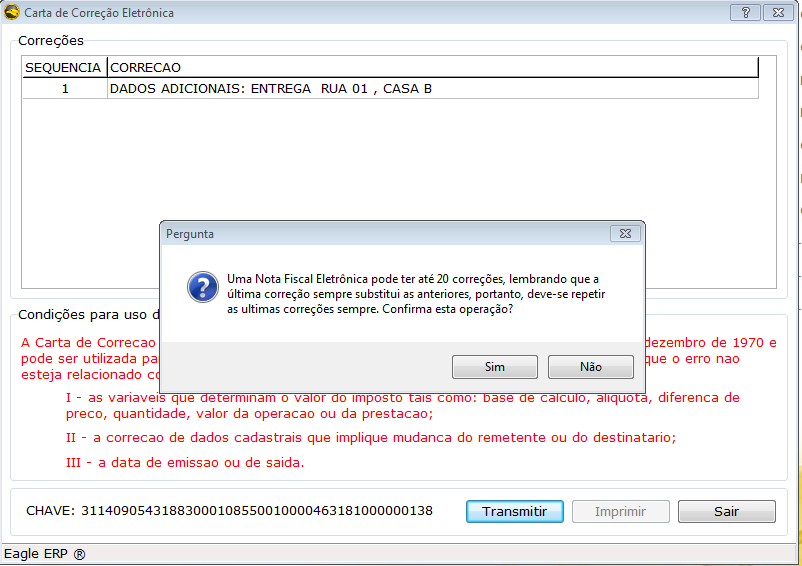 Carta de Correção Eletrônica
Correções
SEQUENCIA CORRECAO
1 DADOS ADICIONAIS: ENTREGA RUA 01 , CASA B
Pergunta
Uma Nota Fiscal Eletrônica pode ter até 20 correções, lembrando que a
última correção sempre substitui as anteriores, portanto, deve-se repetir
as ultimas correções sempre. Confirma esta operação?
Sim Não
Condições para uso d
A Carta de Correcao dezembro de 1970 e
pode ser utilizada pa que o erro nao
esteja relacionado co
I - as variaveis que determinam o valor do imposto tais como: base de calculo, aliquota, diferenca de
preco, quantidade, valor da operacao ou da prestacao;
II - a correcao de dados cadastrais que implique mudanca do remetente ou do destinatario;
III - a data de emissao ou de saida.
CHAVE: 31140905431883000108550010000463181000000138 Transmitir Imprimir Sair
Eagle ERP ®